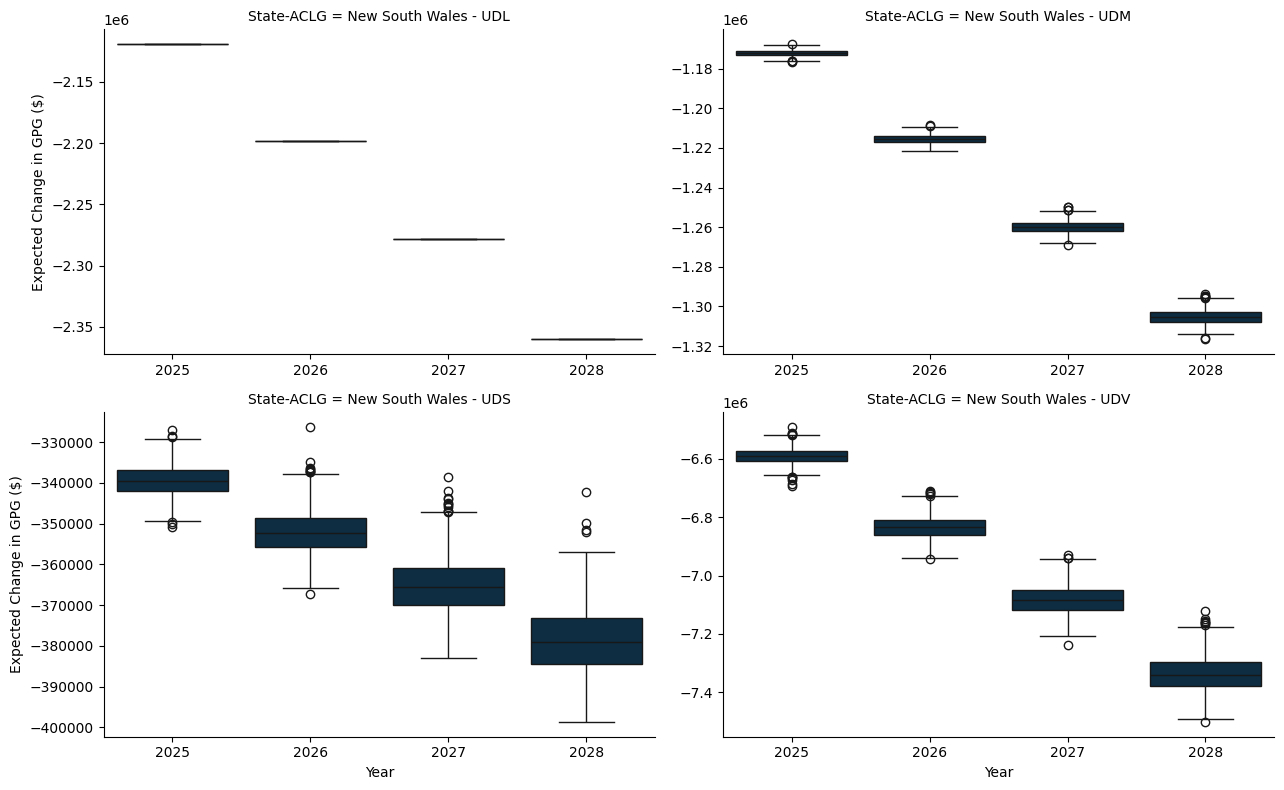 State-ACLG = New South Wales - UDL
1e6
Expected Change in GPG ($)
−2.15
−2.20
−2.25
−2.30
−2.35
2025 2026 2027 2028
State-ACLG = New South Wales - UDM
1e6
−1.18
−1.20
−1.22
−1.24
−1.26
−1.28
−1.30
−1.32
2025 2026 2027 2028
State-ACLG = New South Wales - UDS
Expected Change in GPG ($)
−330000
−340000
−350000
−360000
−370000
−380000
−390000
−400000
2025 2026 2027 2028
Year
State-ACLG = New South Wales - UDV
1e6
−6.6
−6.8
−7.0
−7.2
−7.4
2025 2026 2027 2028
Year